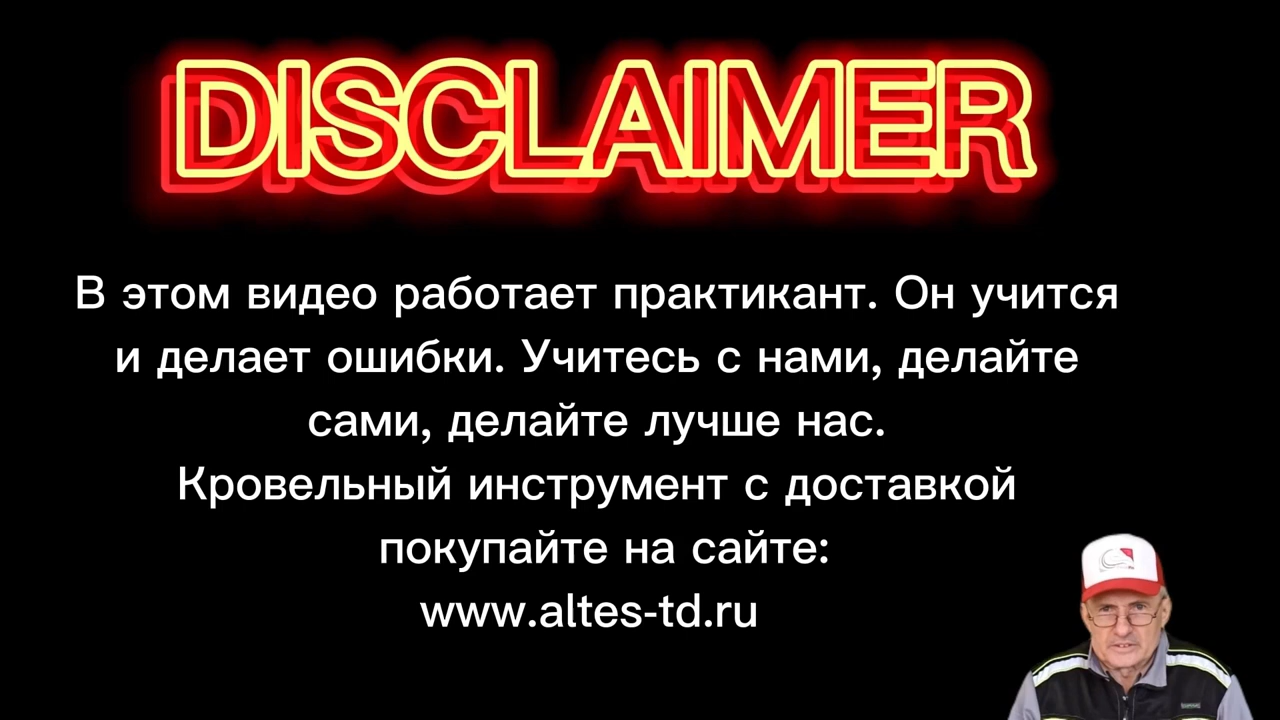 DISCLAIMER
В этом видео работает практикант. Он учится
и делает ошибки. Учитесь с нами, делайте
сами, делайте лучше нас.
Кровельный инструмент с доставкой
покупайте на сайте:
www.altes-td.ru